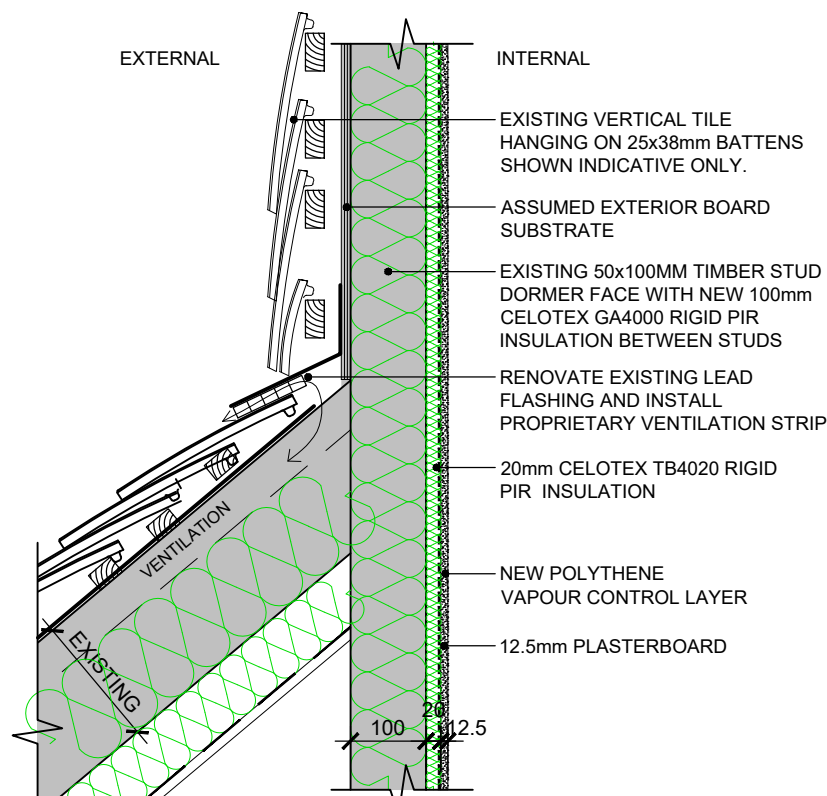 EXTERNAL
INTERNAL
EXISTING VERTICAL TILE
HANGING ON 25x38mm BATTENS
SHOWN INDICATIVE ONLY.
ASSUMED EXTERIOR BOARD
SUBSTRATE
EXISTING 50x100MM TIMBER STUD
DORMER FACE WITH NEW 100mm
CELOTEX GA4000 RIGID PIR
INSULATION BETWEEN STUDS
RENOVATE EXISTING LEAD
FLASHING AND INSTALL
PROPRIETARY VENTILATION STRIP
20mm CELOTEX TB4020 RIGID
PIR INSULATION
NEW POLYTHENE
VAPOUR CONTROL LAYER
12.5mm PLASTERBOARD
VENTILATION
EXISTING
100
20
12.5